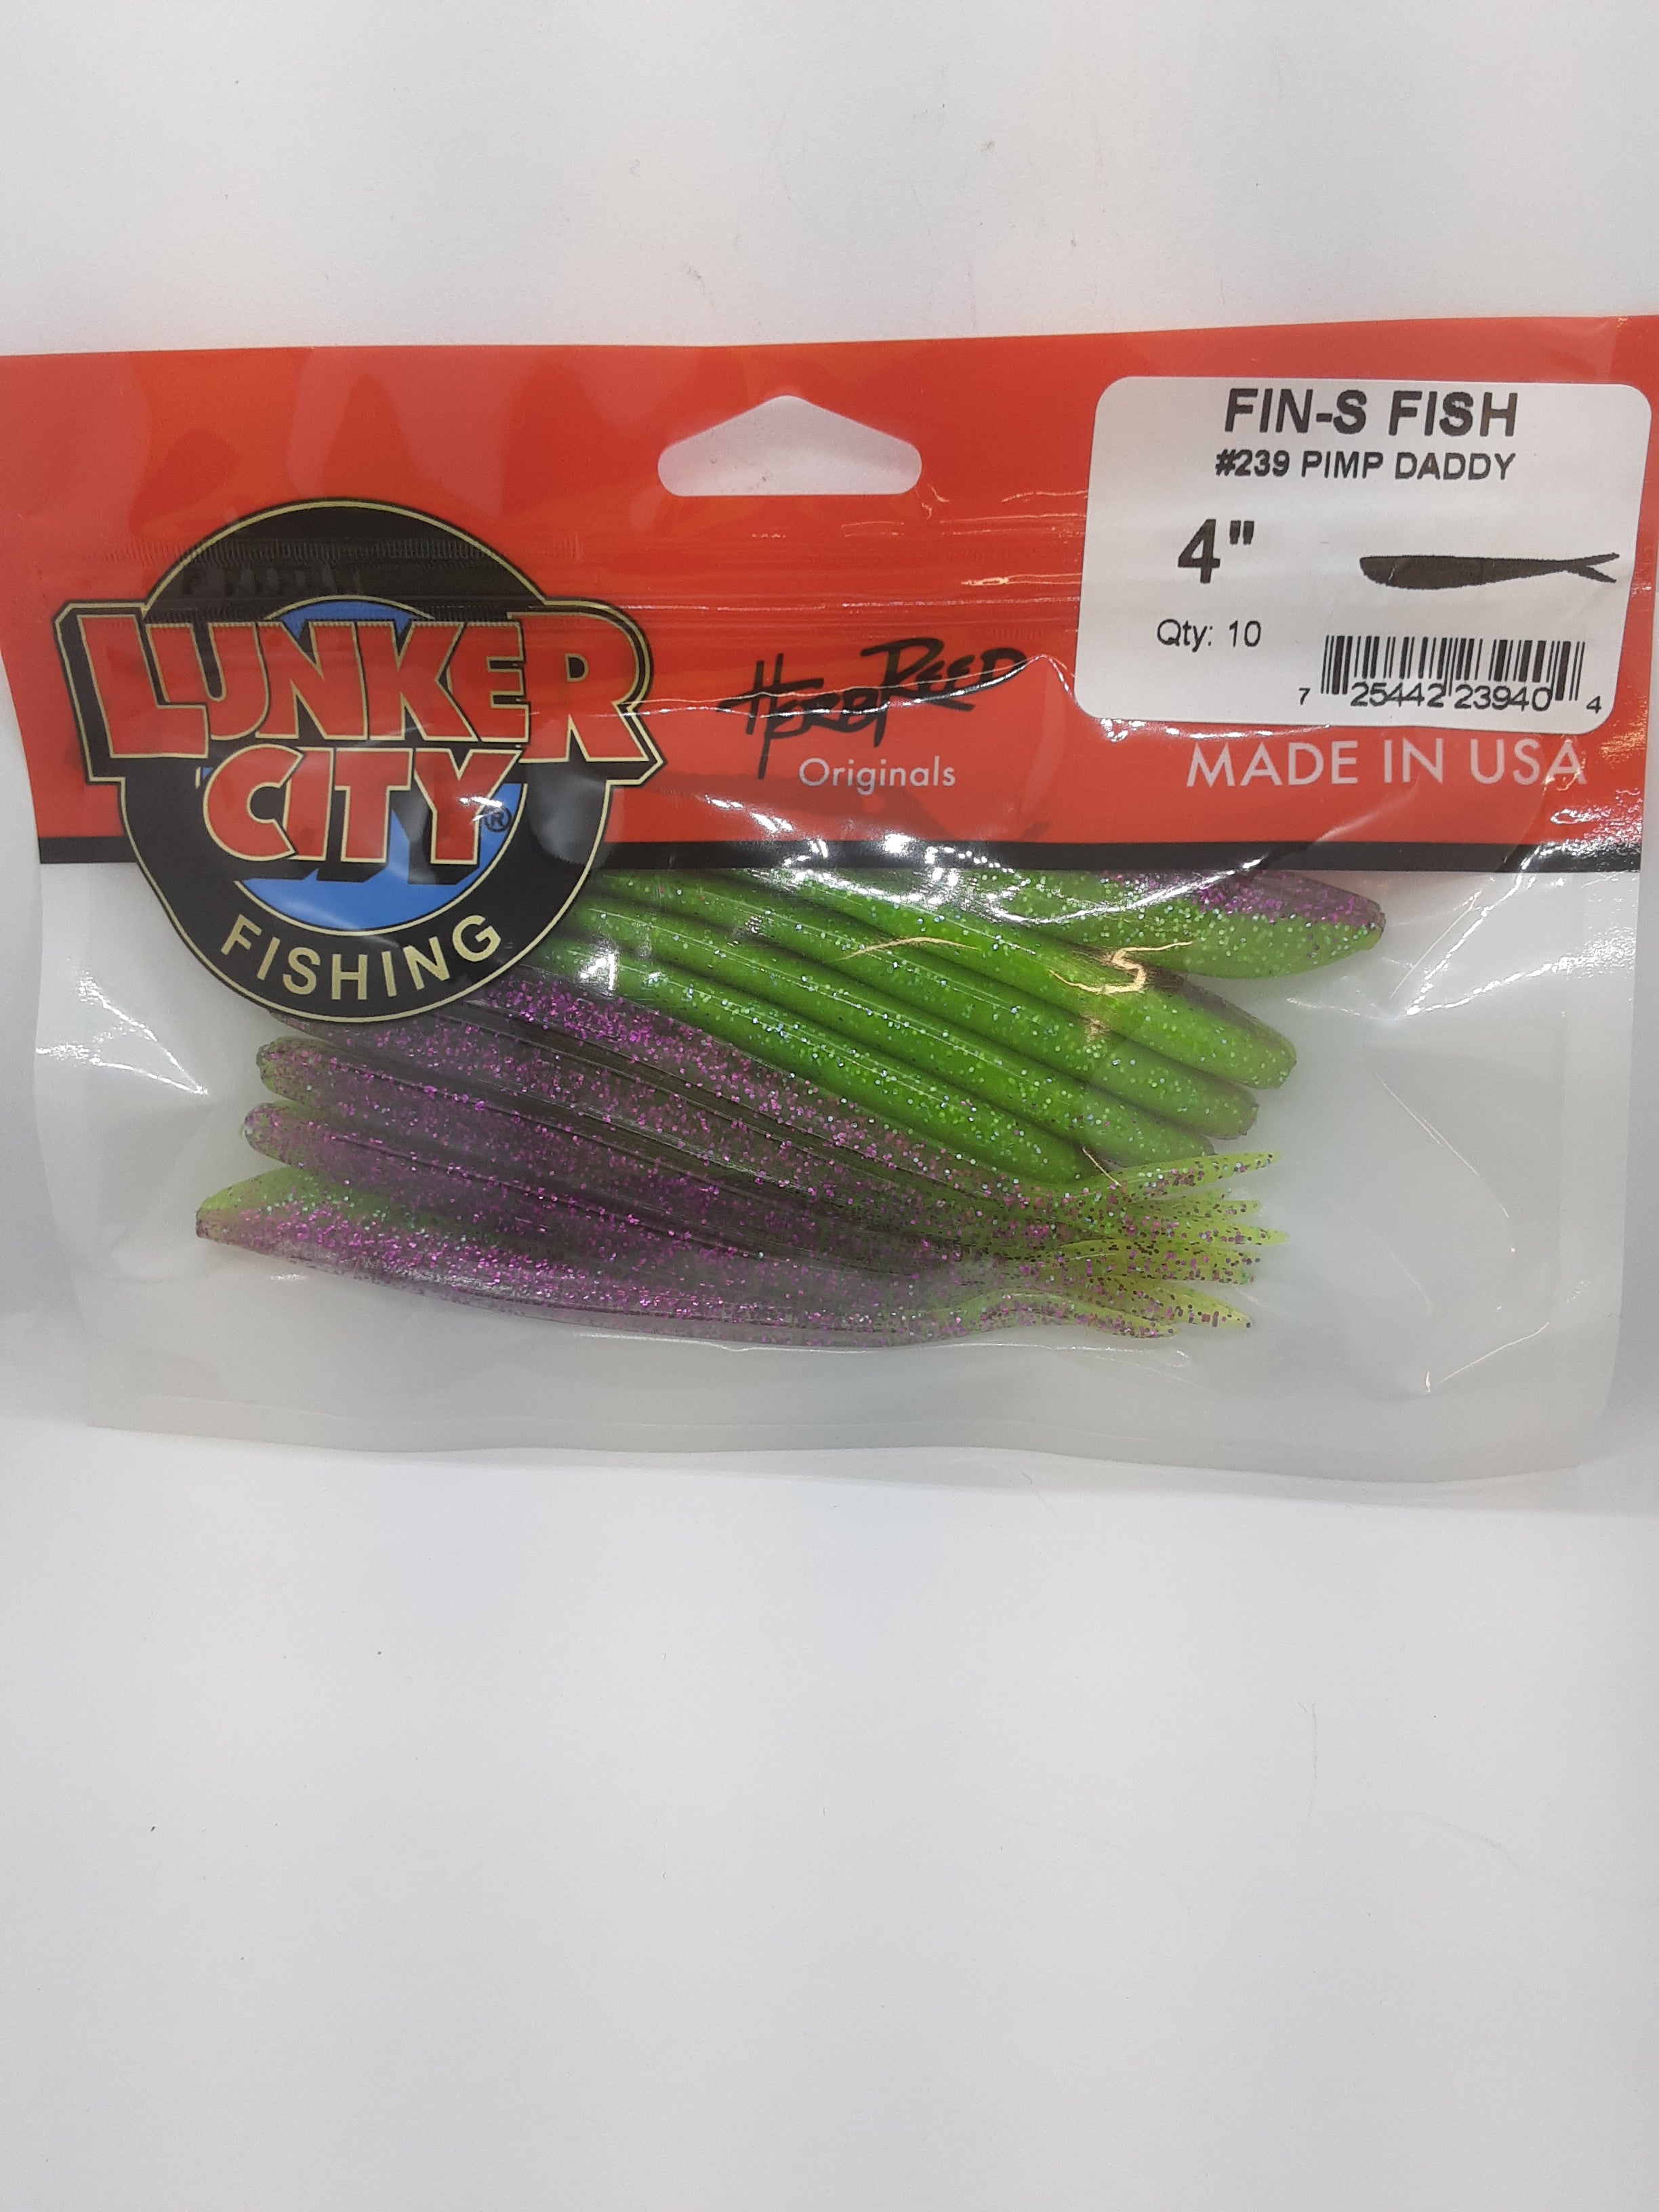 FIN-S FISH
#239 PIMP DADDY
4"
Qty: 10
7 25442 23940 4
LUNKER
CITY®
FISHING
HERB REED
Originals
MADE IN USA